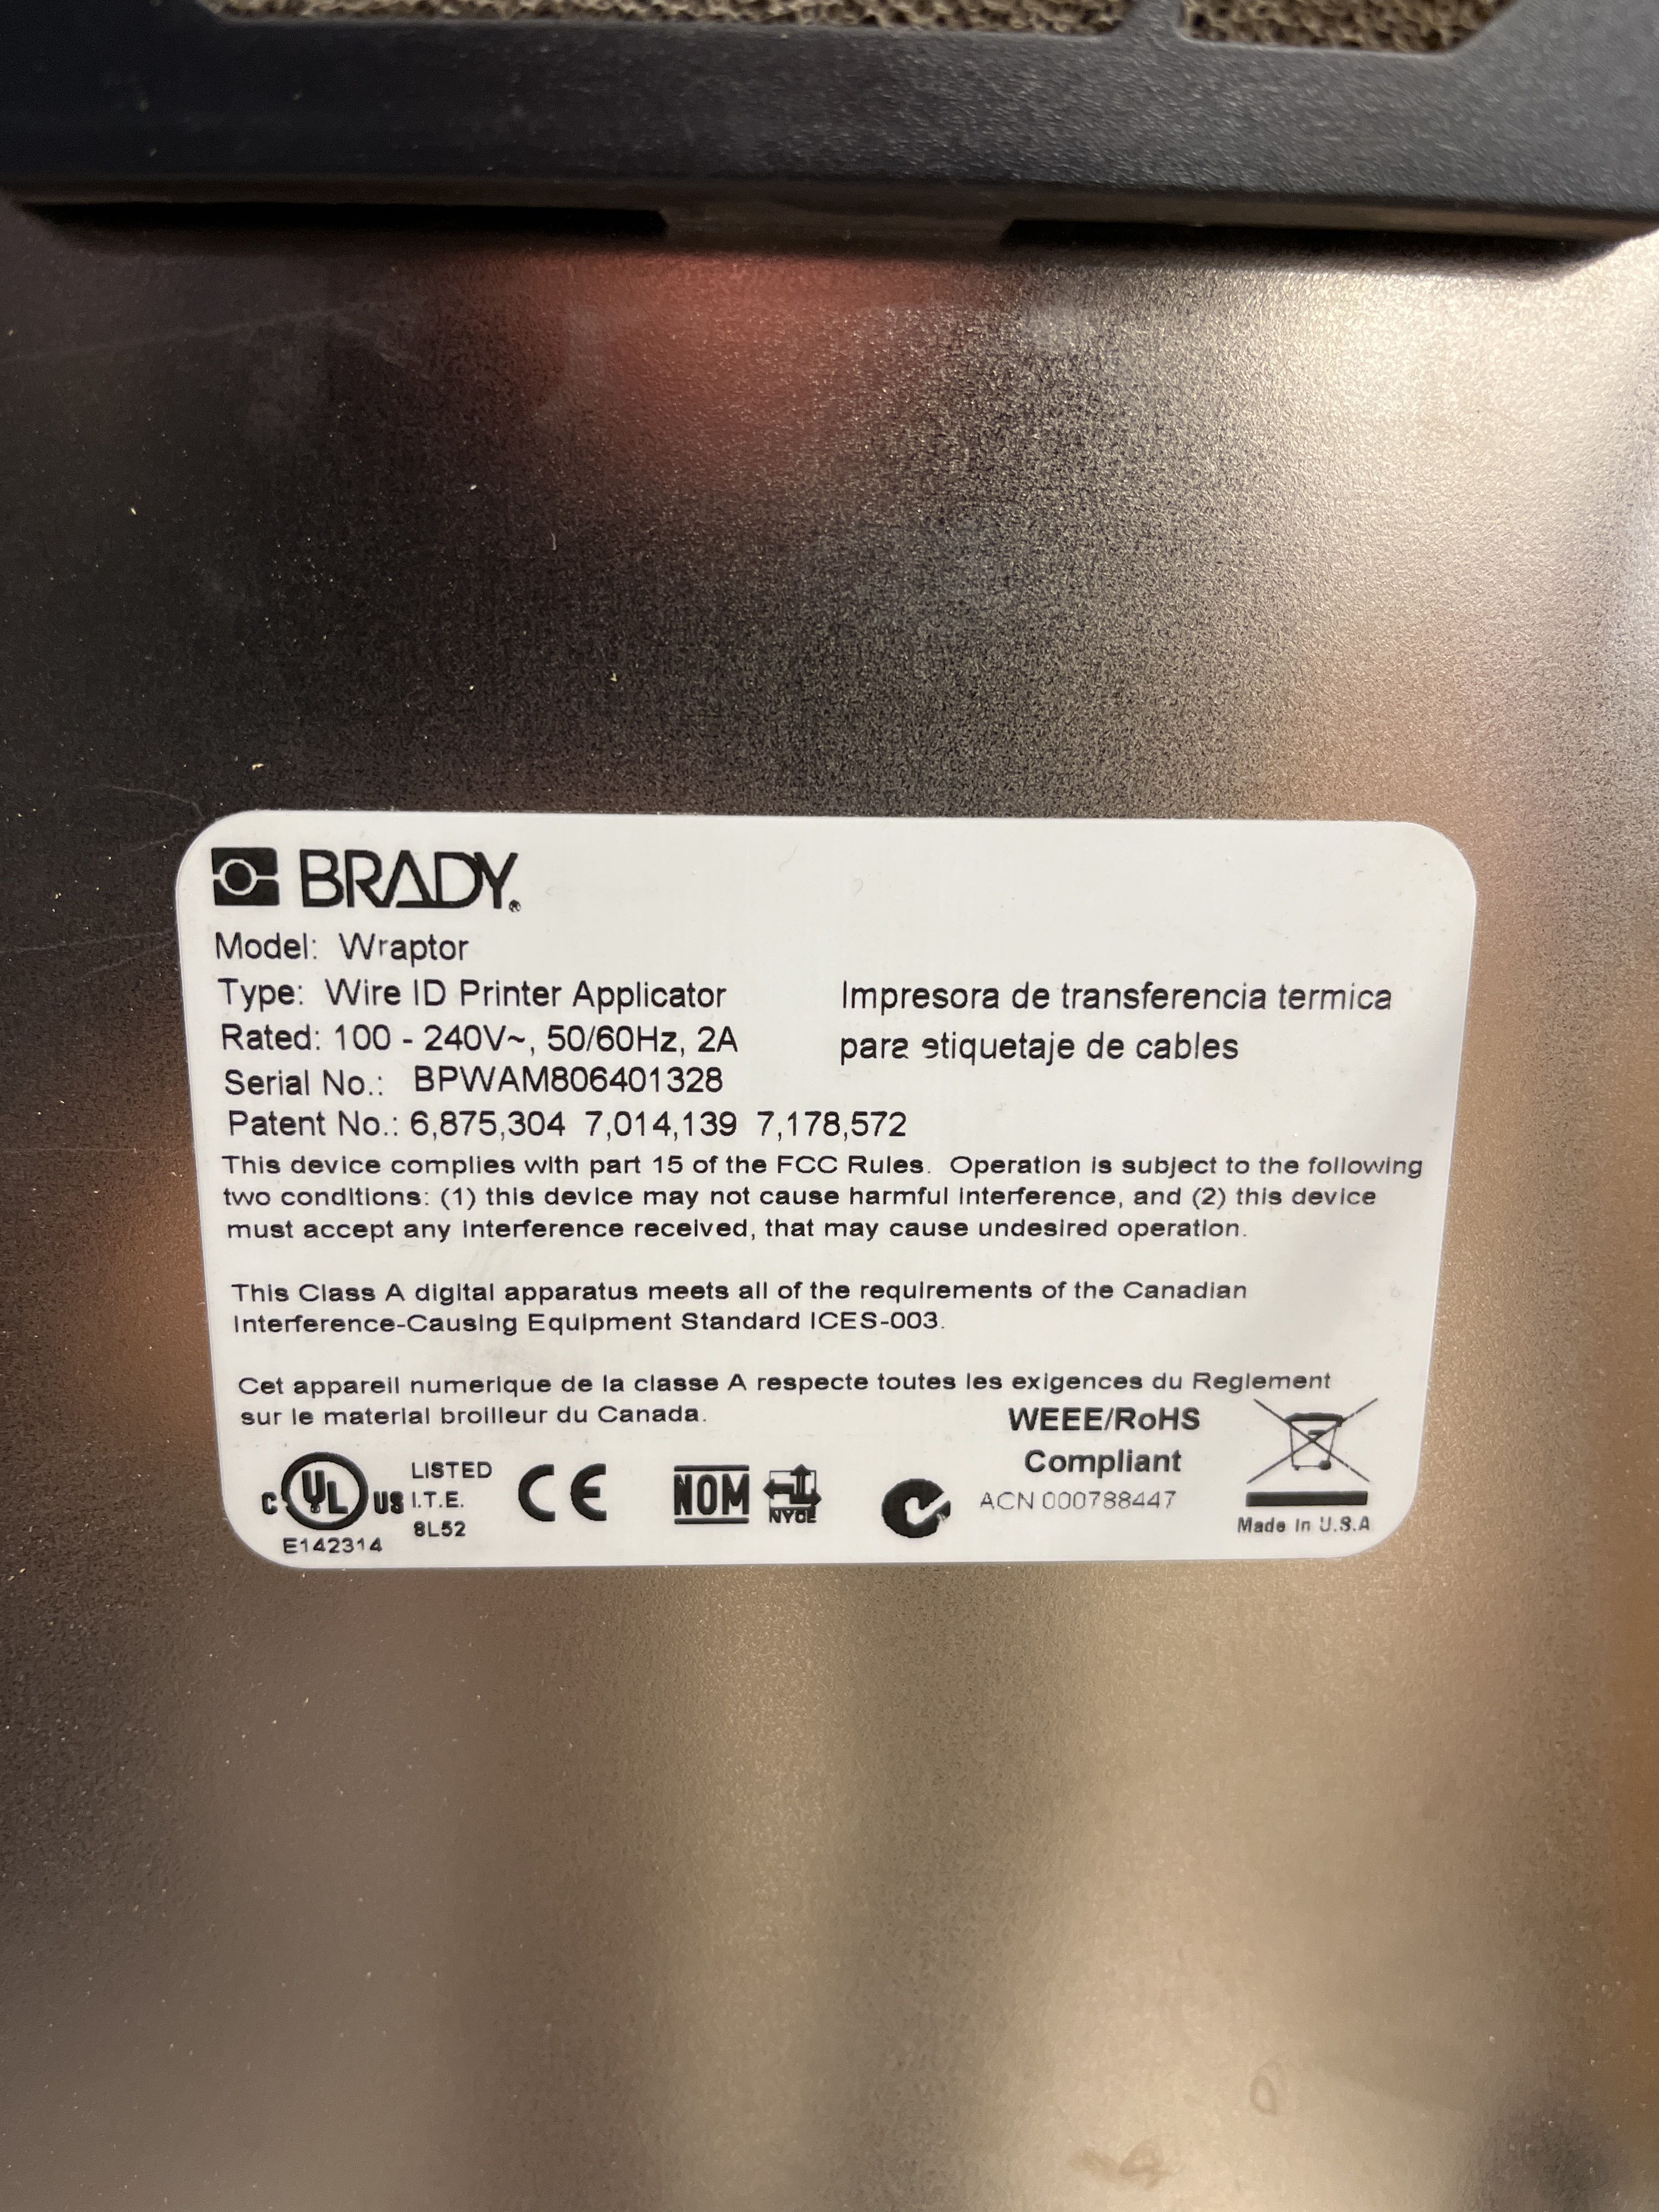 BRADY®
Model: Wraptor
Type: Wire ID Printer Applicator
Rated: 100 - 240V~, 50/60Hz, 2A
Serial No.: BPWAM806401328
Patent No.: 6,875,304 7,014,139 7,178,572
Impresora de transferencia termica
para etiquetaje de cables
This device complies with part 15 of the FCC Rules. Operation is subject to the following
two conditions: (1) this device may not cause harmful interference, and (2) this device
must accept any interference received, that may cause undesired operation.
This Class A digital apparatus meets all of the requirements of the Canadian
Interference-Causing Equipment Standard ICES-003.
Cet appareil numerique de la classe A respecte toutes les exigences du Reglement
sur le material broilleur du Canada.
WEEE/RoHS
Compliant
C UL US
LISTED
I.T.E.
8L52
E142314
CE
NOM
NYCE
ACN 000788447
Made in U.S.A